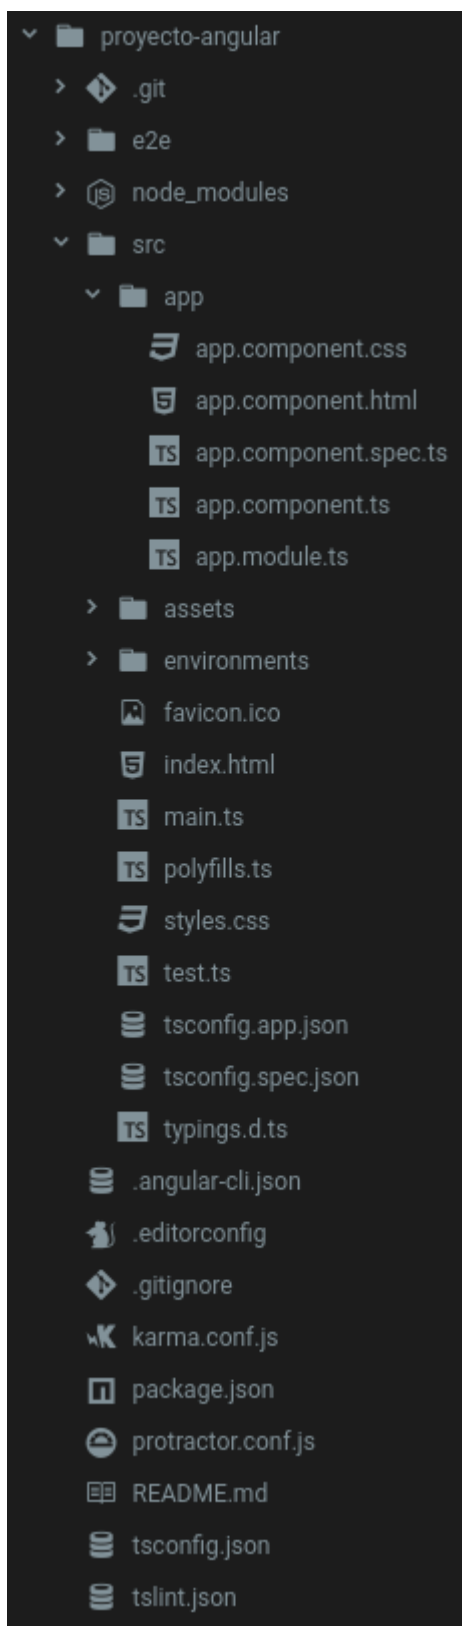 proyecto-angular
.git
e2e
node_modules
src
app
app.component.css
app.component.html
app.component.spec.ts
app.component.ts
app.module.ts
assets
environments
favicon.ico
index.html
main.ts
polyfills.ts
styles.css
test.ts
tsconfig.app.json
tsconfig.spec.json
typings.d.ts
.angular-cli.json
.editorconfig
.gitignore
karma.conf.js
package.json
protractor.conf.js
README.md
tsconfig.json
tslint.json